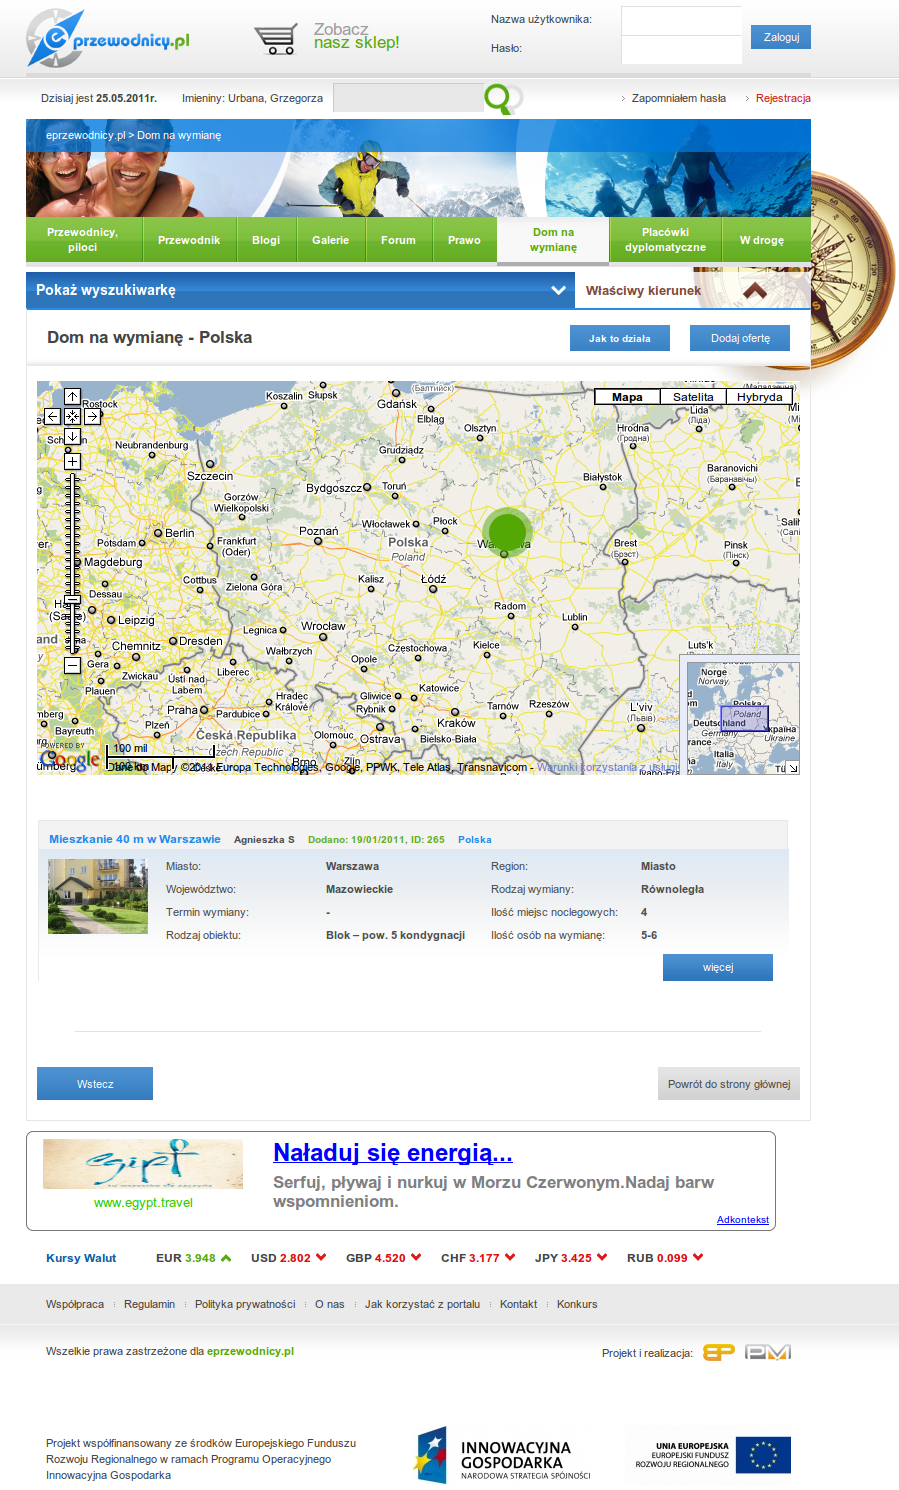 eprzewodnicy.pl
Zobacz
nasz sklep!
Nazwa użytkownika:
Hasło:
Zaloguj
Dzisiaj jest 25.05.2011r.
Imieniny: Urbana, Grzegorza
Zapomniałem hasła
Rejestracja
eprzewodnicy.pl > Dom na wymianę
Przewodnicy, piloci
Przewodnik
Blogi
Galerie
Forum
Prawo
Dom na wymianę
Placówki dyplomatyczne
W drogę
Pokaż wyszukiwarkę
Właściwy kierunek
Dom na wymianę - Polska
Jak to działa
Dodaj ofertę
Mapa
Satelita
Hybryda
Rostock
Koszalin
Słupsk
(Балтийск)
Gdańsk
Elbląg
Olsztyn
Lida
(Ліда)
Hrodna
(Гродна)
Neubrandenburg
Szczecin
Grudziądz
Bydgoszcz
Toruń
Białystok
Baranovichi
(Баранавічы)
Gorzów
Wielkopolski
Włocławek
Płock
Berlin
Potsdam
Frankfurt
(Oder)
Poznań
Polska
Poland
Brest
(Брэст)
Pinsk
(Пінск)
Magdeburg
Dessau
Cottbus
Zielona Góra
Kalisz
Łódź
Radom
Lublin
Leipzig
Dresden
Legnica
Wrocław
Chemnitz
Gera
Zwickau
Wałbrzych
Częstochowa
Kielce
Luts'k
Opole
Liberec
Ústí nad
Labem
Plauen
Praha
Pardubice
Hradec
Králové
Gliwice
Katowice
Rybnik
Kraków
Tarnów
Rzeszów
L'viv
(Львів)
Bayreuth
Plzeň
Česká Republika
Czech Republic
Olomouc
Ostrava
Bielsko-Biała
Zlín
Brno
Norge
Norway
Polska
Poland
Deutschland
Germany
Україна
Ukraine
Italia
Italy
POWERED BY
Google
100 mil
100 km
Dane do Mapy ©2011 Europa Technologies, Google, PPWK, Tele Atlas, Transnavicom - Warunki korzystania z usługi
Mieszkanie 40 m w Warszawie
Agnieszka S
Dodano: 19/01/2011, ID: 265
Polska
Miasto:
Warszawa
Region:
Miasto
Województwo:
Mazowieckie
Rodzaj wymiany:
Równoległa
Termin wymiany:
-
Ilość miejsc noclegowych:
4
Rodzaj obiektu:
Blok – pow. 5 kondygnacji
Ilość osób na wymianę:
5-6
więcej
Wstecz
Powrót do strony głównej
egipt
www.egypt.travel
Naładuj się energią...
Serfuj, pływaj i nurkuj w Morzu Czerwonym.Nadaj barw
wspomnieniom.
Adkontekst
Kursy Walut
EUR 3.948
USD 2.802
GBP 4.520
CHF 3.177
JPY 3.425
RUB 0.099
Współpraca
Regulamin
Polityka prywatności
O nas
Jak korzystać z portalu
Kontakt
Konkurs
Wszelkie prawa zastrzeżone dla eprzewodnicy.pl
Projekt i realizacja:
Projekt współfinansowany ze środków Europejskiego Funduszu
Rozwoju Regionalnego w ramach Programu Operacyjnego
Innowacyjna Gospodarka
INNOWACYJNA
GOSPODARKA
NARODOWA STRATEGIA SPÓJNOŚCI
UNIA EUROPEJSKA
EUROPEJSKI FUNDUSZ
ROZWOJU REGIONALNEGO